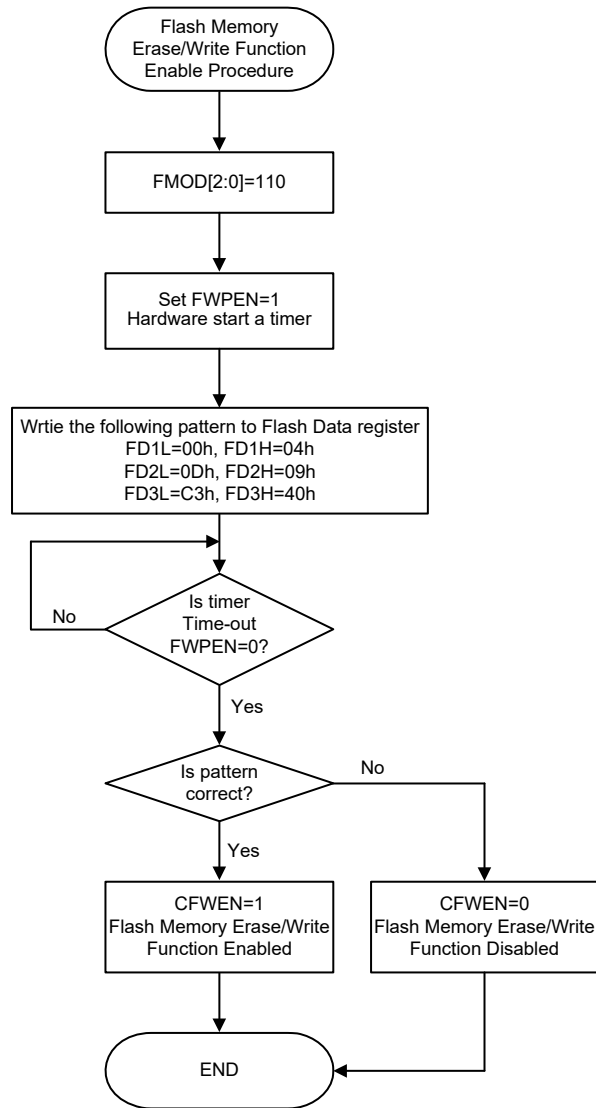 Flash Memory
Erase/Write Function
Enable Procedure
FMOD[2:0]=110
Set FWPEN=1
Hardware start a timer
Wrtie the following pattern to Flash Data register
FD1L=00h, FD1H=04h
FD2L=0Dh, FD2H=09h
FD3L=C3h, FD3H=40h
Is timer
Time-out
FWPEN=0?
No
Yes
Is pattern
correct?
No
Yes
CFWEN=1
Flash Memory Erase/Write
Function Enabled
CFWEN=0
Flash Memory Erase/Write
Function Disabled
END